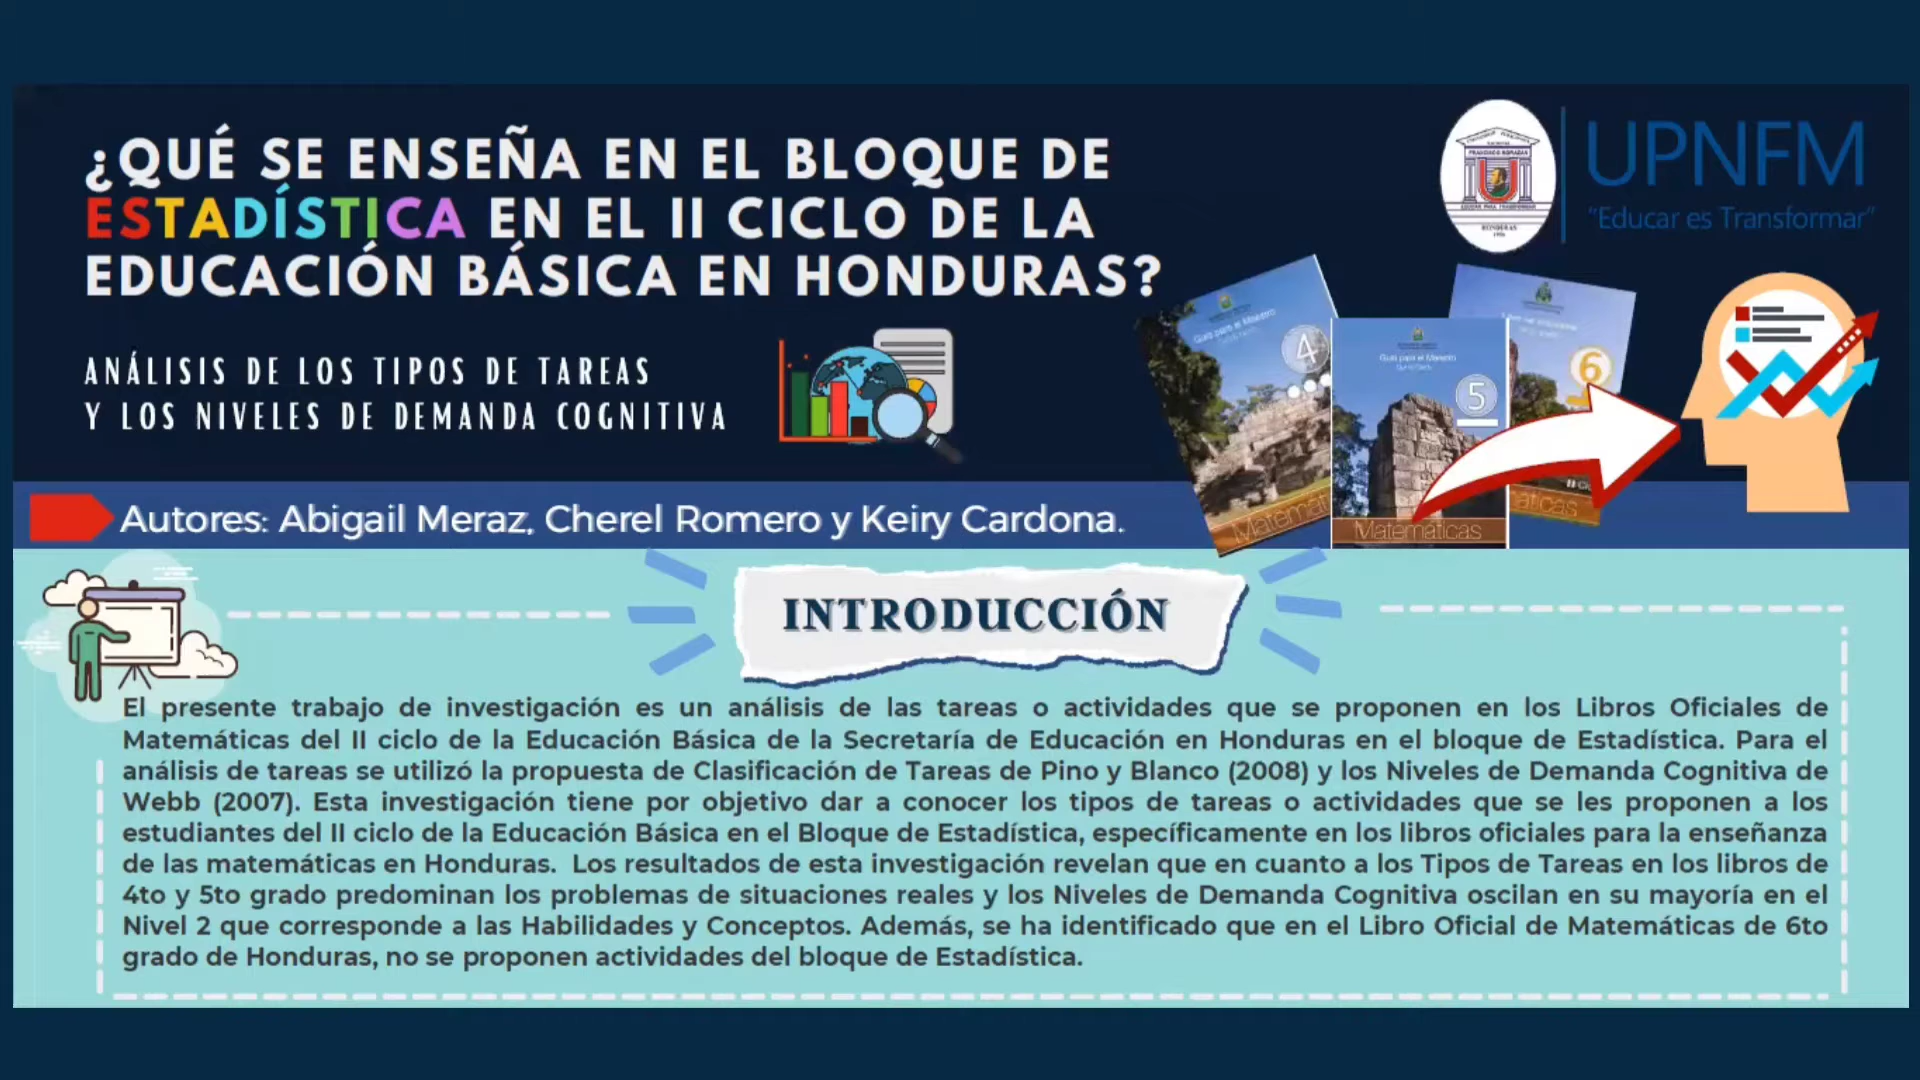 ¿QUÉ SE ENSEÑA EN EL BLOQUE DE
ESTADÍSTICA EN EL II CICLO DE LA
EDUCACIÓN BÁSICA EN HONDURAS?
ANÁLISIS DE LOS TIPOS DE TAREAS
Y LOS NIVELES DE DEMANDA COGNITIVA
UPNFM
"Educar es Transformar"
Guía para el Maestro
4
Guía para el Maestro
5
6
Matemát
Matemáticas
áticas
Autores: Abigail Meraz, Cherel Romero y Keiry Cardona.
INTRODUCCIÓN
El presente trabajo de investigación es un análisis de las tareas o actividades que se proponen en los Libros Oficiales de
Matemáticas del II ciclo de la Educación Básica de la Secretaría de Educación en Honduras en el bloque de Estadística. Para el
análisis de tareas se utilizó la propuesta de Clasificación de Tareas de Pino y Blanco (2008) y los Niveles de Demanda Cognitiva de
Webb (2007). Esta investigación tiene por objetivo dar a conocer los tipos de tareas o actividades que se les proponen a los
estudiantes del II ciclo de la Educación Básica en el Bloque de Estadística, específicamente en los libros oficiales para la enseñanza
de las matemáticas en Honduras. Los resultados de esta investigación revelan que en cuanto a los Tipos de Tareas en los libros de
4to y 5to grado predominan los problemas de situaciones reales y los Niveles de Demanda Cognitiva oscilan en su mayoría en el
Nivel 2 que corresponde a las Habilidades y Conceptos. Además, se ha identificado que en el Libro Oficial de Matemáticas de 6to
grado de Honduras, no se proponen actividades del bloque de Estadística.